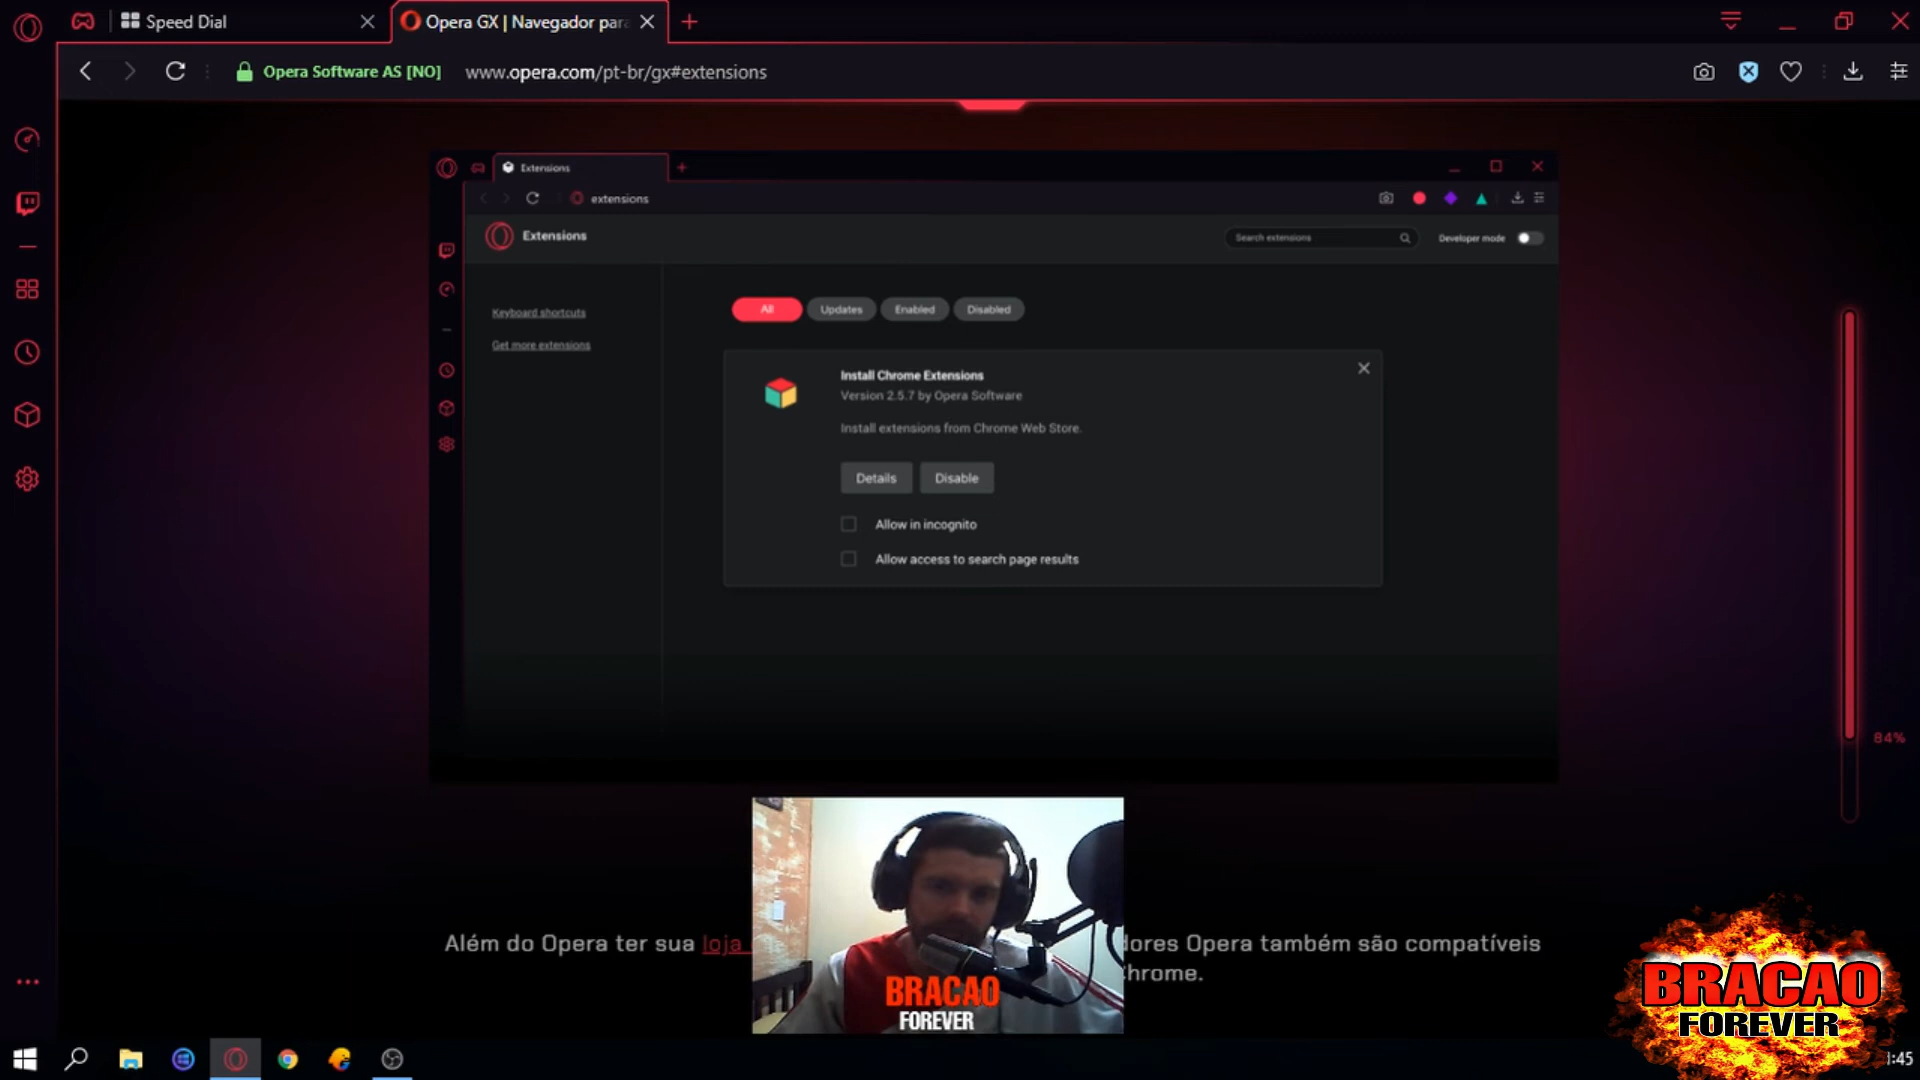 Speed Dial
Opera GX | Navegador para
Opera Software AS [NO]
www.opera.com/pt-br/gx#extensions
Extensions
extensions
Extensions
Search extensions
Developer mode
Keyboard shortcuts
Get more extensions
All
Updates
Enabled
Disabled
Install Chrome Extensions
Version 2.5.7 by Opera Software
Install extensions from Chrome Web Store.
Details
Disable
Allow in incognito
Allow access to search page results
84%
Além do Opera ter sua loja
dores Opera também são compatíveis
Chrome.
BRACAO
FOREVER
BRACAO
FOREVER
:45